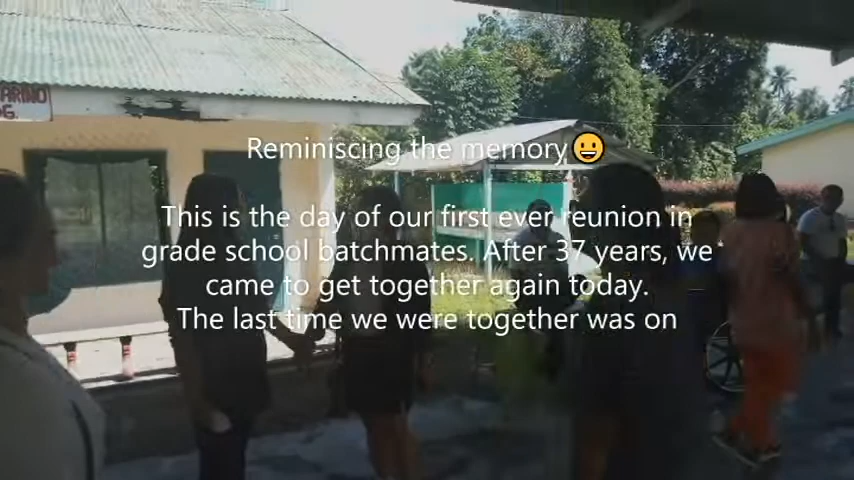 ARINO
G.
Reminiscing the memory😀
This is the day of our first ever reunion in
grade school batchmates. After 37 years, we
came to get together again today.
The last time we were together was on